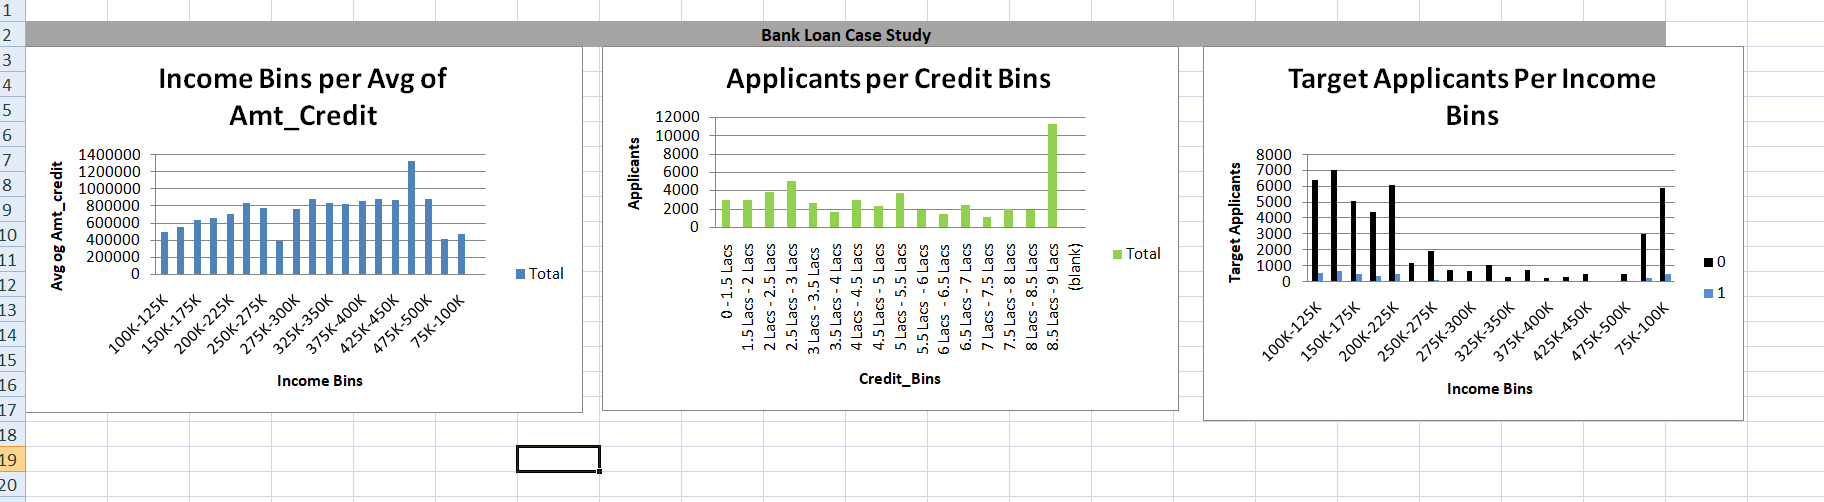 1
2
3
4
5
6
7
8
9
10
11
12
13
14
15
16
17
18
19
20
Bank Loan Case Study
Income Bins per Avg of
Amt_Credit
Avg og Amt_credit
1400000
1200000
1000000
800000
600000
400000
200000
0
100K-125K
150K-175K
200K-225K
250K-275K
275K-300K
325K-350K
375K-400K
425K-450K
475K-500K
75K-100K
Income Bins
Total
Applicants per Credit Bins
Applicants
12000
10000
8000
6000
4000
2000
0
0 - 1.5 Lacs
1.5 Lacs - 2 Lacs
2 Lacs - 2.5 Lacs
2.5 Lacs - 3 Lacs
3 Lacs - 3.5 Lacs
3.5 Lacs - 4 Lacs
4 Lacs - 4.5 Lacs
4.5 Lacs - 5 Lacs
5 Lacs - 5.5 Lacs
5.5 Lacs - 6 Lacs
6 Lacs - 6.5 Lacs
6.5 Lacs - 7 Lacs
7 Lacs - 7.5 Lacs
7.5 Lacs - 8 Lacs
8 Lacs - 8.5 Lacs
8.5 Lacs - 9 Lacs
(blank)
Credit_Bins
Total
Target Applicants Per Income
Bins
Target Applicants
8000
7000
6000
5000
4000
3000
2000
1000
0
100K-125K
150K-175K
200K-225K
250K-275K
275K-300K
325K-350K
375K-400K
425K-450K
475K-500K
75K-100K
Income Bins
0
1